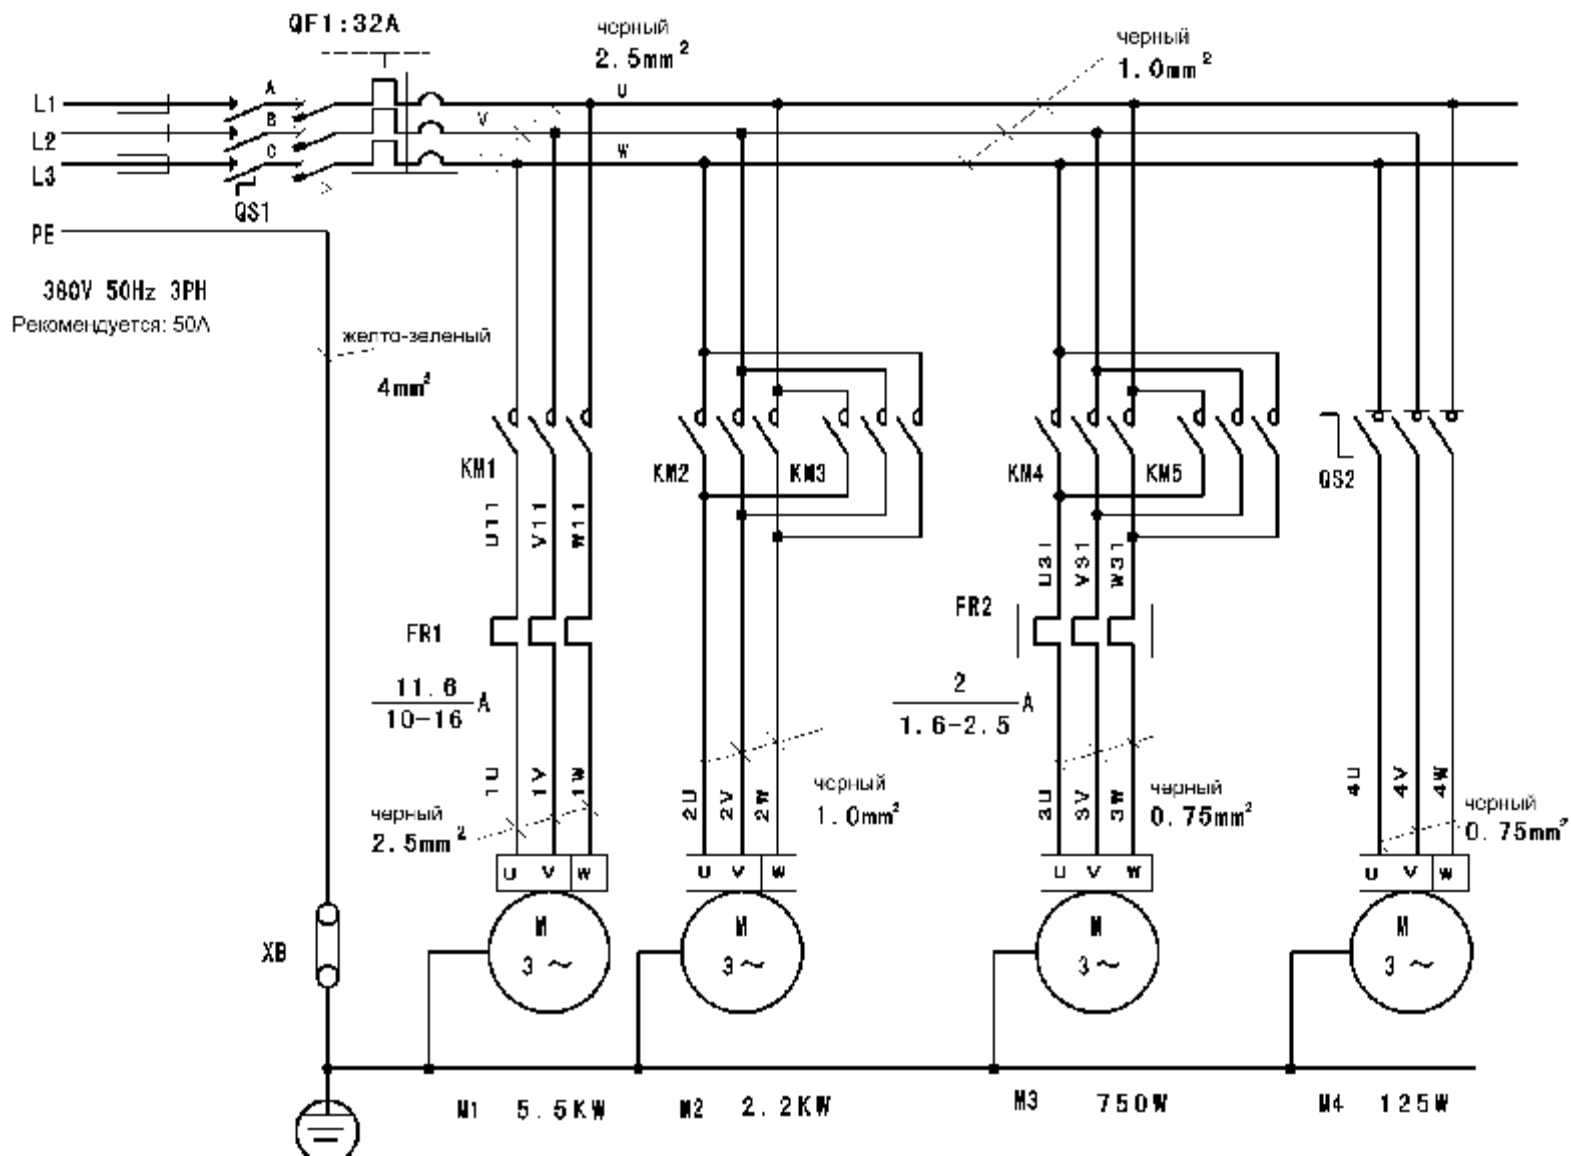 QF1:32A
черный
2.5mm²
черный
1.0mm²
L1
A
U
L2
B
V
L3
C
W
QS1
PE
380V 50Hz 3PH
Рекомендуется: 50A
желто-зеленый
4mm²
KM1
KM2
KM3
KM4
KM5
QS2
U11
V11
W11
U31
V31
W31
FR1
FR2
11.6
10-16
A
2
1.6-2.5
A
1U
1V
1W
2U
2V
2W
3U
3V
3W
4U
4V
4W
черный
2.5mm²
черный
1.0mm²
черный
0.75mm²
черный
0.75mm²
U V W
U V W
U V W
U V W
M
3~
M
3~
M
3~
M
3~
XB
M1 5.5KW
M2 2.2KW
M3 750W
M4 125W